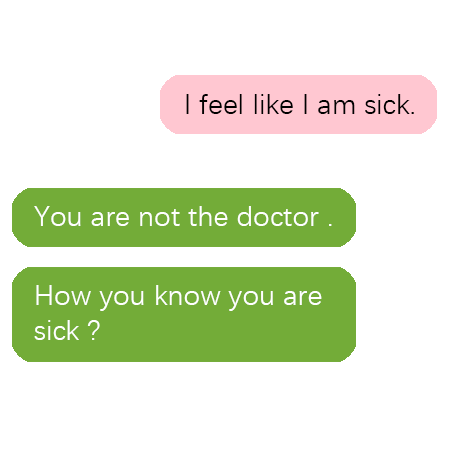 I feel like I am sick.
You are not the doctor .
How you know you are
sick ?